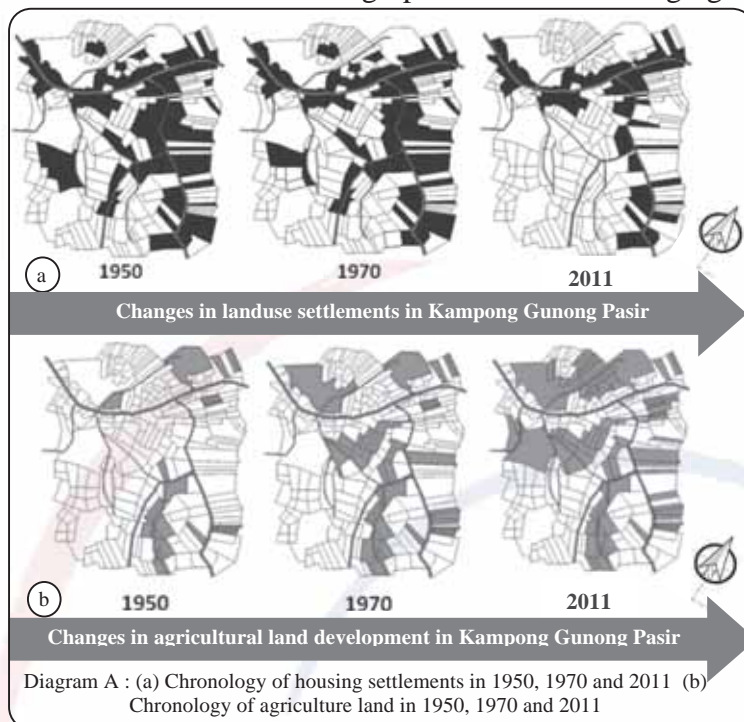 1950 1970 2011
a
Changes in landuse settlements in Kampong Gunong Pasir
1950 1970 2011
b
Changes in agricultural land development in Kampong Gunong Pasir
Diagram A : (a) Chronology of housing settlements in 1950, 1970 and 2011 (b)
Chronology of agriculture land in 1950, 1970 and 2011